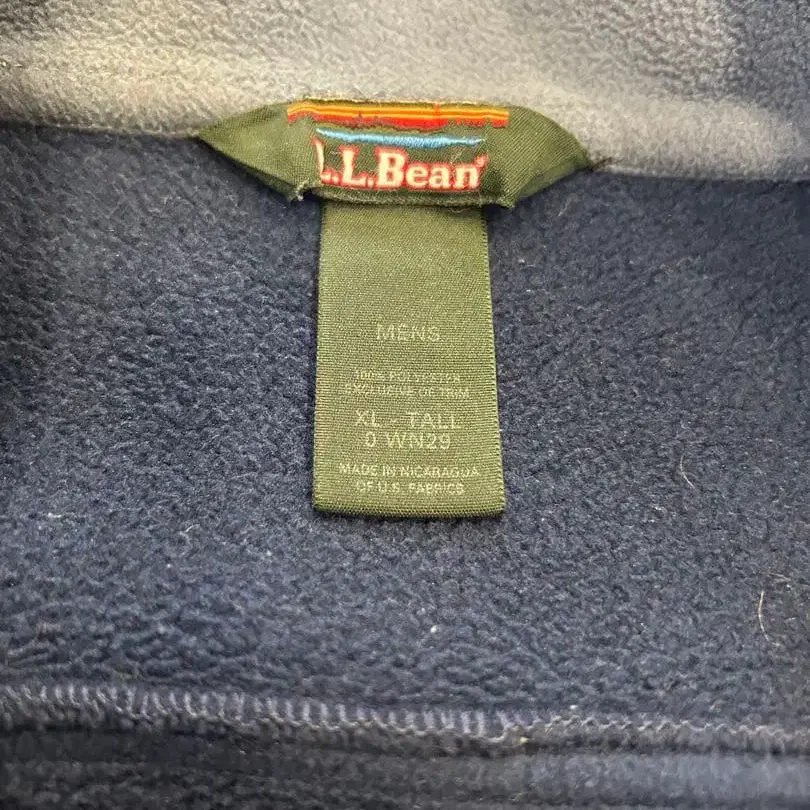 L.L.Bean
MENS
100% POLYESTER
EXCLUSIVE OF TRIM
XL - TALL
0 WN29
MADE IN NICARAGUA
OF U.S. FABRICS